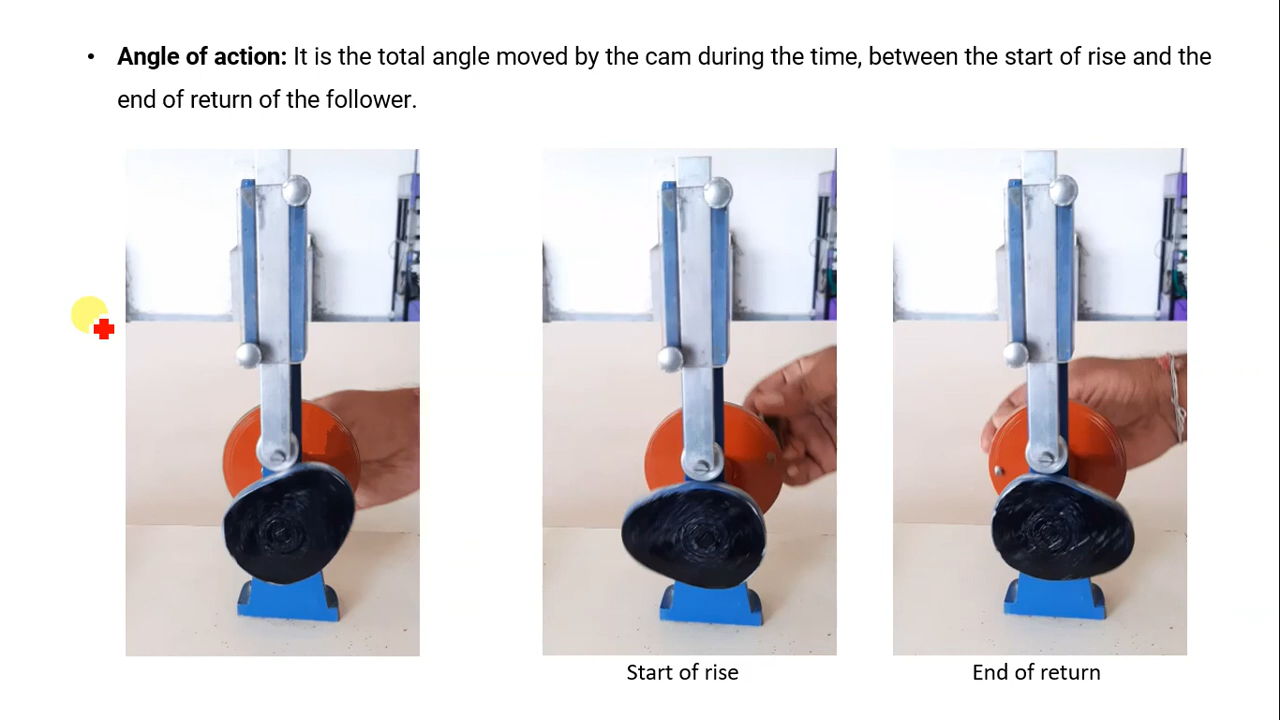 • Angle of action: It is the total angle moved by the cam during the time, between the start of rise and the
end of return of the follower.
Start of rise
End of return